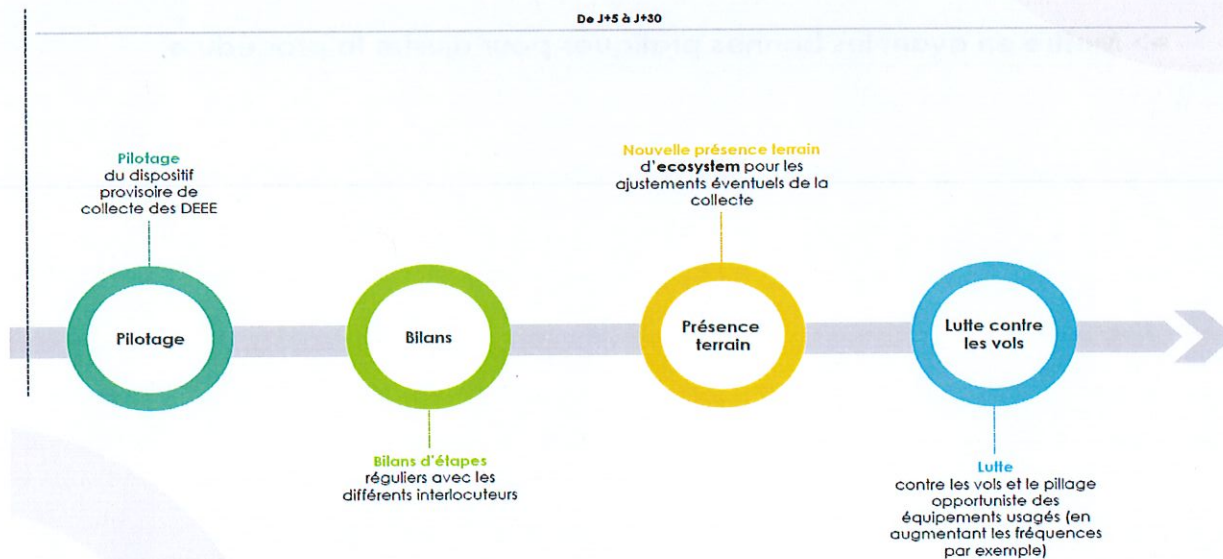 De J+5 à J+30
Pilotage
du dispositif
provisoire de
collecte des DEEE
Nouvelle présence terrain
d'ecosystem pour les
ajustements éventuels de la
collecte
Pilotage
Bilans
Présence
terrain
Lutte contre
les vols
Bilans d'étapes
réguliers avec les
différents interlocuteurs
Lutte
contre les vols et le pillage
opportuniste des
équipements usagés (en
augmentant les fréquences
par exemple)